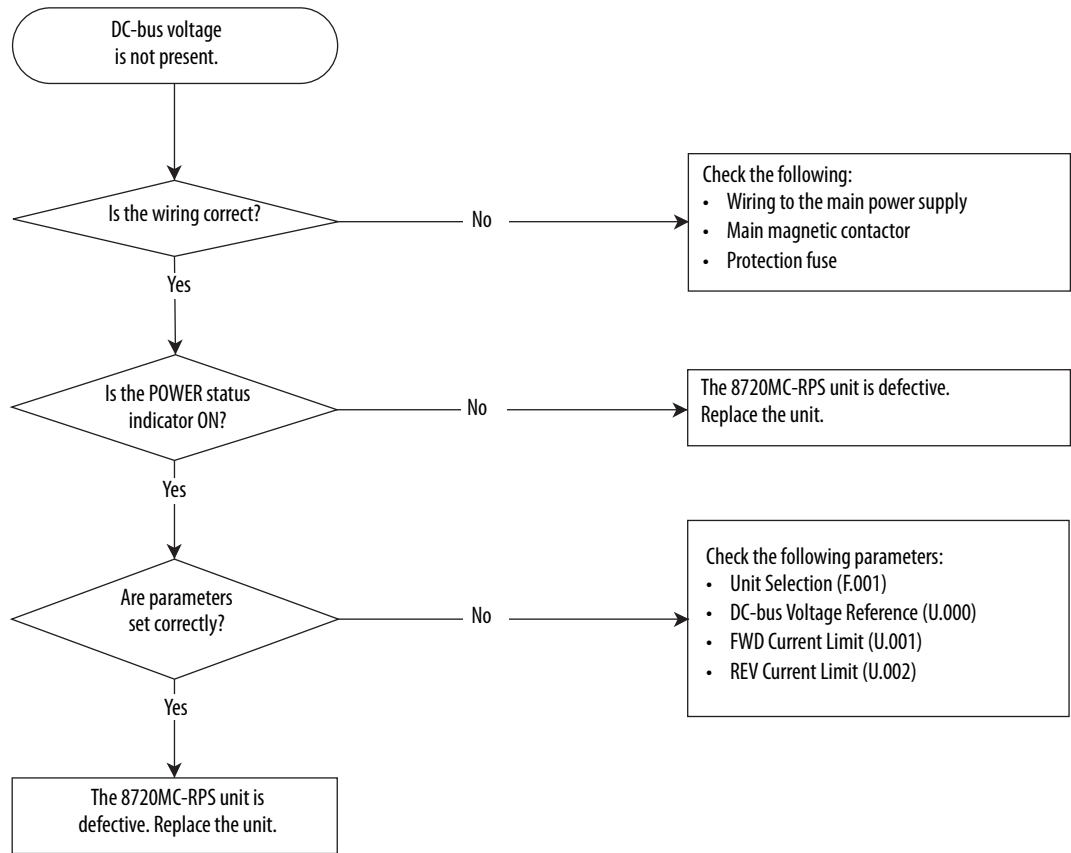 DC-bus voltage
is not present.
Is the wiring correct?
No
Check the following:
• Wiring to the main power supply
• Main magnetic contactor
• Protection fuse
Yes
Is the POWER status
indicator ON?
No
The 8720MC-RPS unit is defective.
Replace the unit.
Yes
Are parameters
set correctly?
No
Check the following parameters:
• Unit Selection (F.001)
• DC-bus Voltage Reference (U.000)
• FWD Current Limit (U.001)
• REV Current Limit (U.002)
Yes
The 8720MC-RPS unit is
defective. Replace the unit.